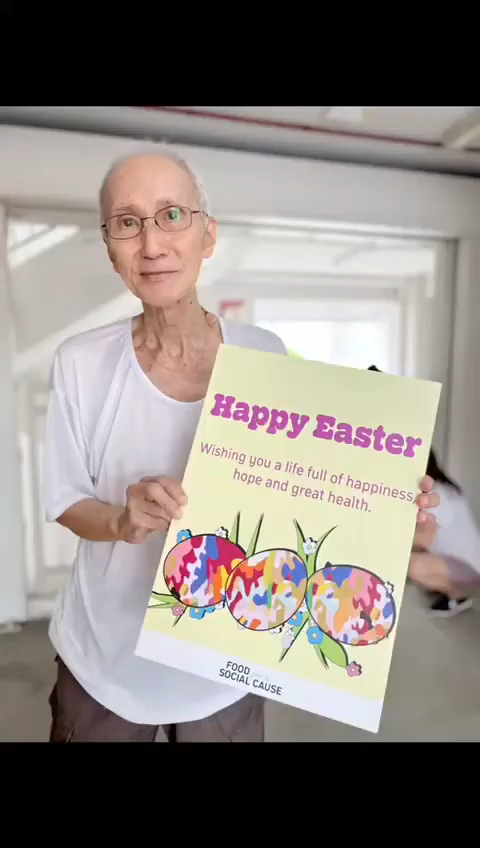 Happy Easter
Wishing you a life full of happiness,
hope and great health.
FOOD
SOCIAL CAUSE